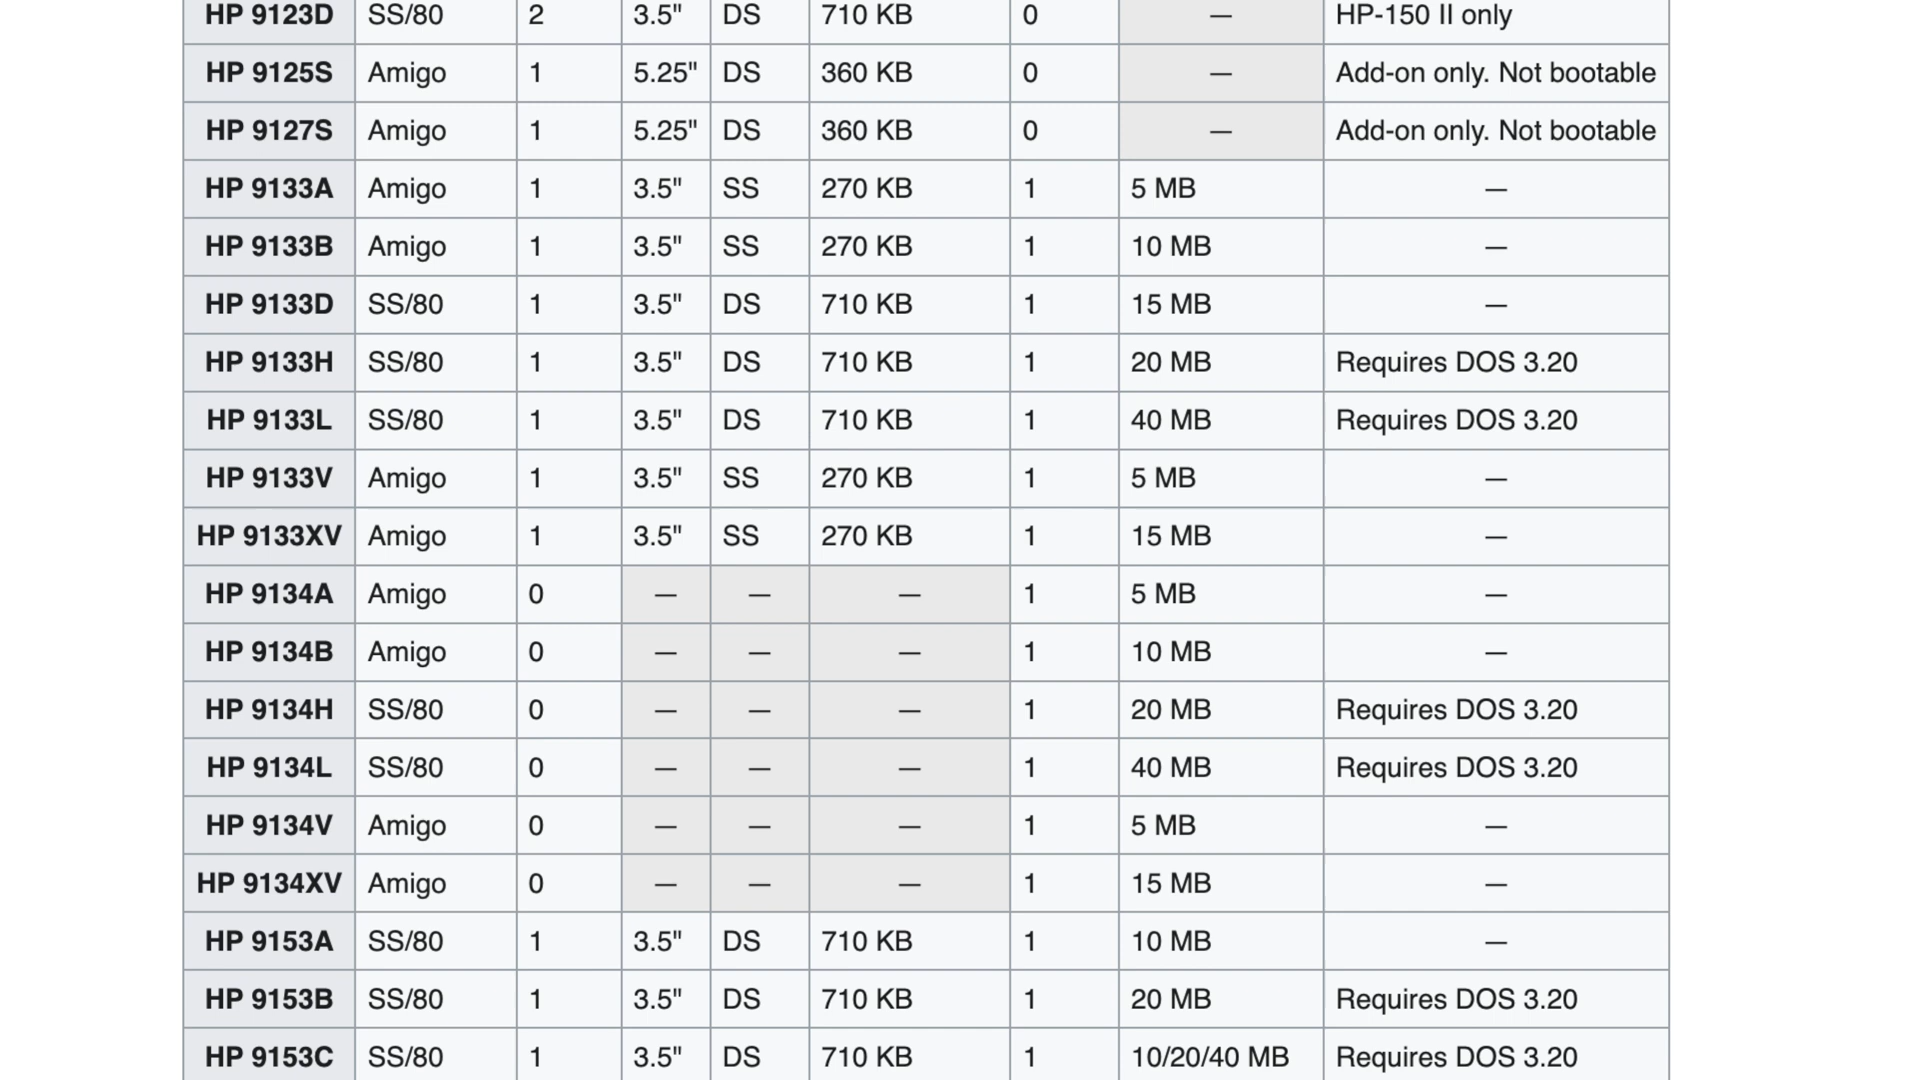 HP 9123D SS/80 2 3.5" DS 710 KB 0 — HP-150 II only
HP 9125S Amigo 1 5.25" DS 360 KB 0 — Add-on only. Not bootable
HP 9127S Amigo 1 5.25" DS 360 KB 0 — Add-on only. Not bootable
HP 9133A Amigo 1 3.5" SS 270 KB 1 5 MB —
HP 9133B Amigo 1 3.5" SS 270 KB 1 10 MB —
HP 9133D SS/80 1 3.5" DS 710 KB 1 15 MB —
HP 9133H SS/80 1 3.5" DS 710 KB 1 20 MB Requires DOS 3.20
HP 9133L SS/80 1 3.5" DS 710 KB 1 40 MB Requires DOS 3.20
HP 9133V Amigo 1 3.5" SS 270 KB 1 5 MB —
HP 9133XV Amigo 1 3.5" SS 270 KB 1 15 MB —
HP 9134A Amigo 0 — — — 1 5 MB —
HP 9134B Amigo 0 — — — 1 10 MB —
HP 9134H SS/80 0 — — — 1 20 MB Requires DOS 3.20
HP 9134L SS/80 0 — — — 1 40 MB Requires DOS 3.20
HP 9134V Amigo 0 — — — 1 5 MB —
HP 9134XV Amigo 0 — — — 1 15 MB —
HP 9153A SS/80 1 3.5" DS 710 KB 1 10 MB —
HP 9153B SS/80 1 3.5" DS 710 KB 1 20 MB Requires DOS 3.20
HP 9153C SS/80 1 3.5" DS 710 KB 1 10/20/40 MB Requires DOS 3.20